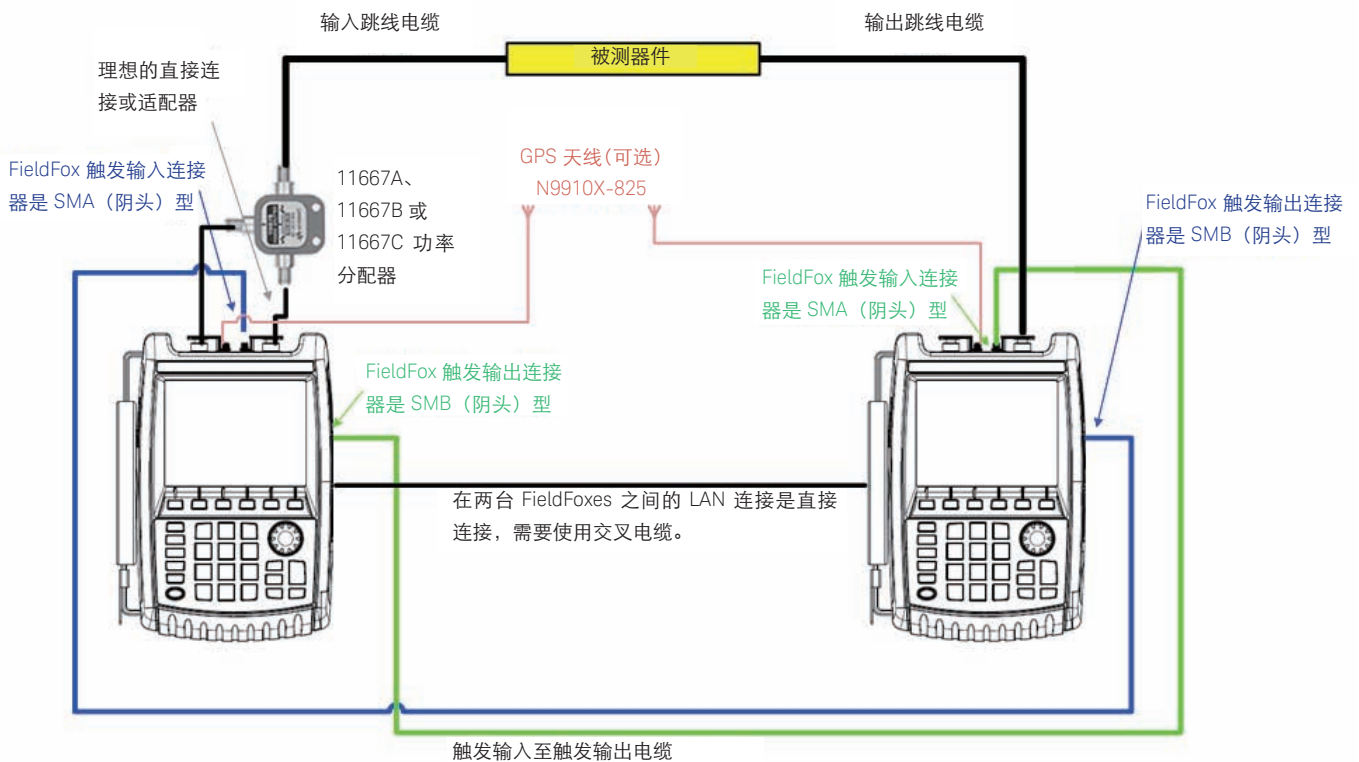 输入跳线电缆
输出跳线电缆
被测器件
理想的直接连
接或适配器
FieldFox 触发输入连接
器是 SMA（阴头）型
11667A、
11667B 或
11667C 功率
分配器
GPS 天线（可选）
N9910X-825
FieldFox 触发输出连接
器是 SMB（阴头）型
FieldFox 触发输入连接
器是 SMA（阴头）型
FieldFox 触发输出连接
器是 SMB（阴头）型
在两台 FieldFoxes 之间的 LAN 连接是直接
连接，需要使用交叉电缆。
触发输入至触发输出电缆